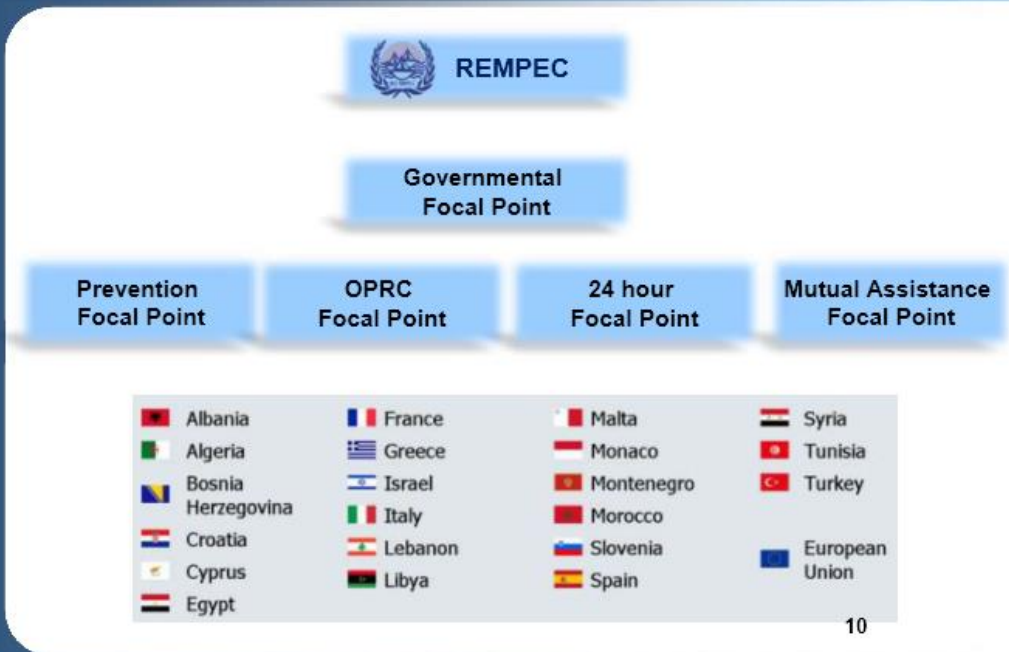 REMPEC
Governmental
Focal Point
Prevention
Focal Point
OPRC
Focal Point
24 hour
Focal Point
Mutual Assistance
Focal Point
Albania
Algeria
Bosnia
Herzegovina
Croatia
Cyprus
Egypt
France
Greece
Israel
Italy
Lebanon
Libya
Malta
Monaco
Montenegro
Morocco
Slovenia
Spain
Syria
Tunisia
Turkey
European
Union
10